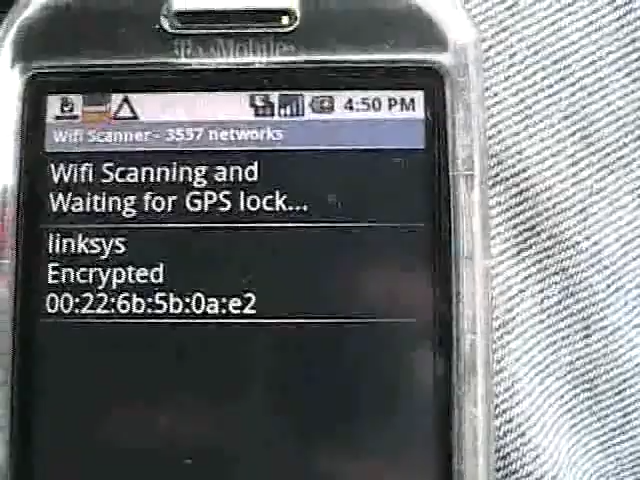 T-Mobile
4:50 PM
Wifi Scanner - 3537 networks
Wifi Scanning and
Waiting for GPS lock...
linksys
Encrypted
00:22:6b:5b:0a:e2